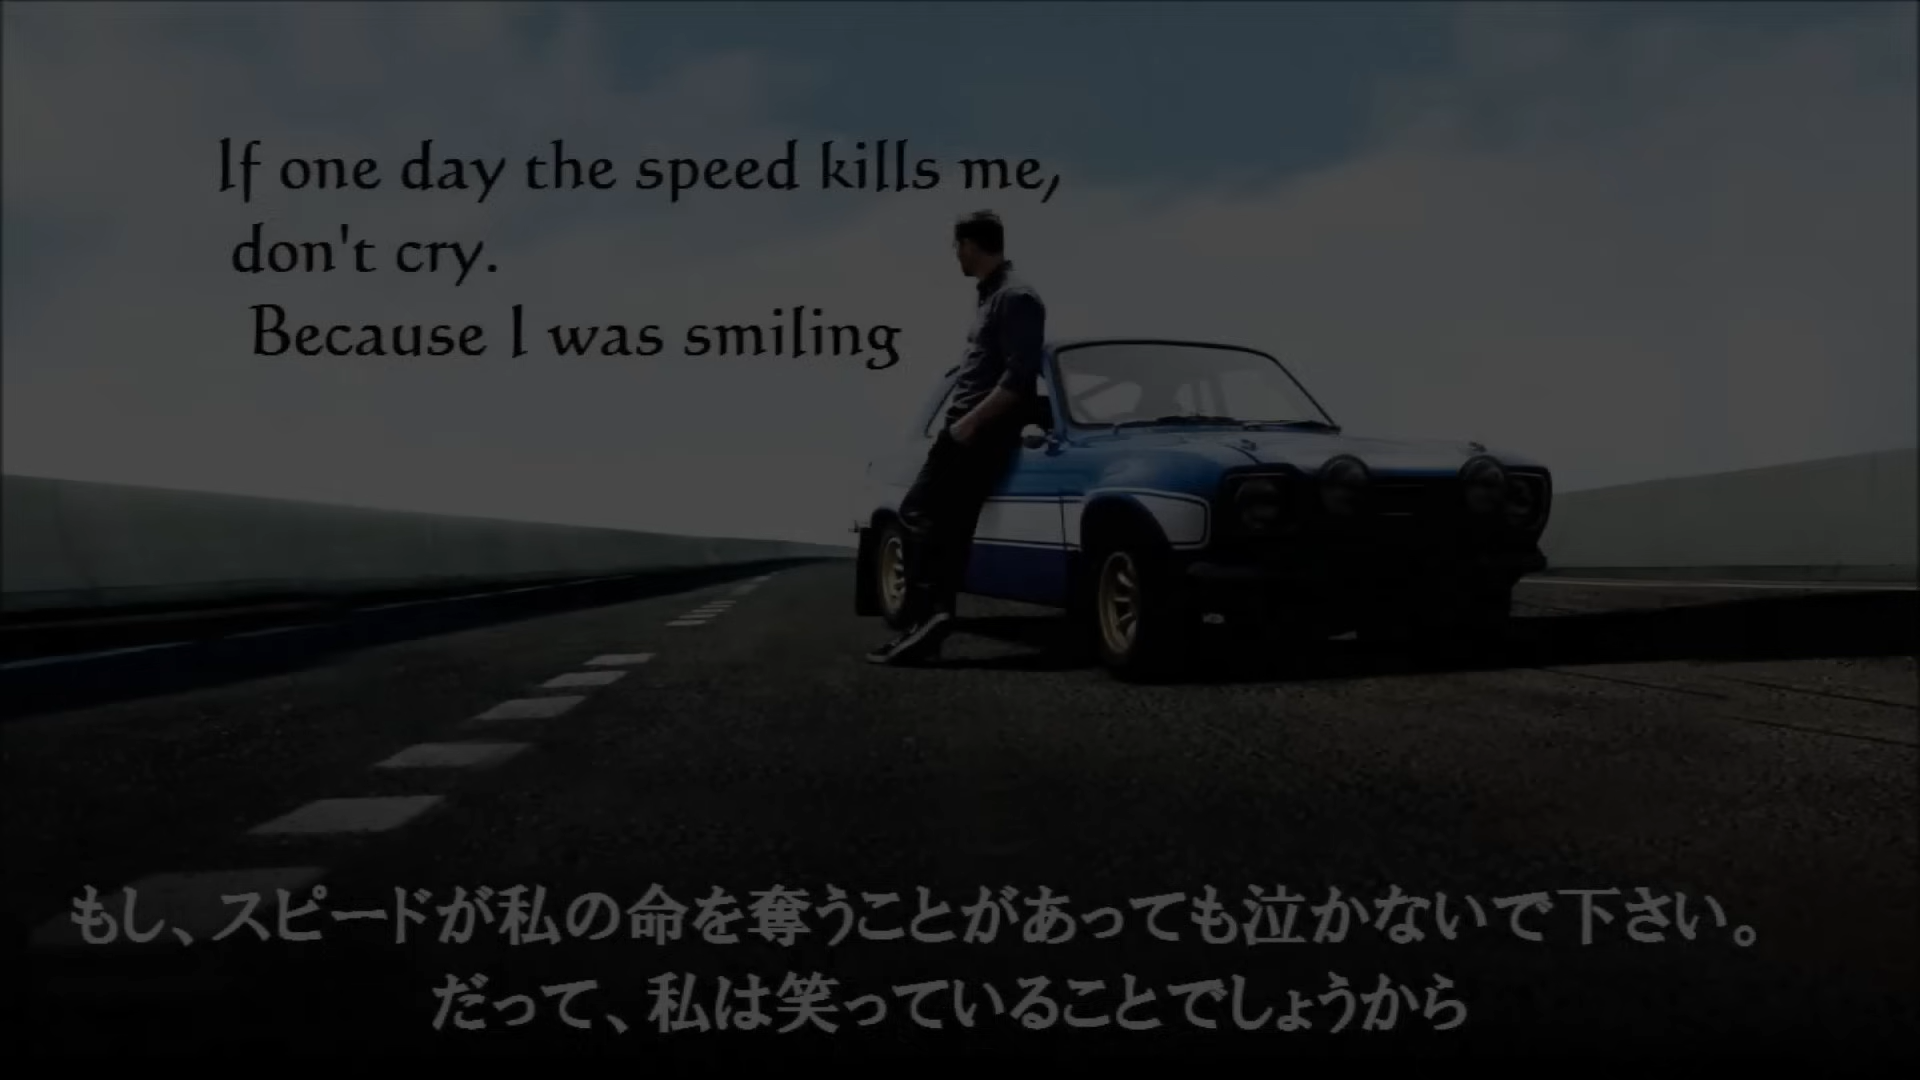 If one day the speed kills me,
don't cry.
Because I was smiling
もし、スピードが私の命を奪うことがあっても泣かないで下さい。
だって、私は笑っていることでしょうから